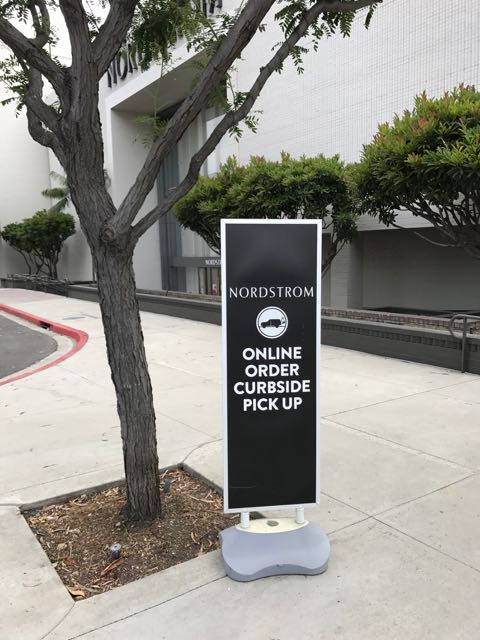 NORDSTROM
ONLINE
ORDER
CURBSIDE
PICK UP